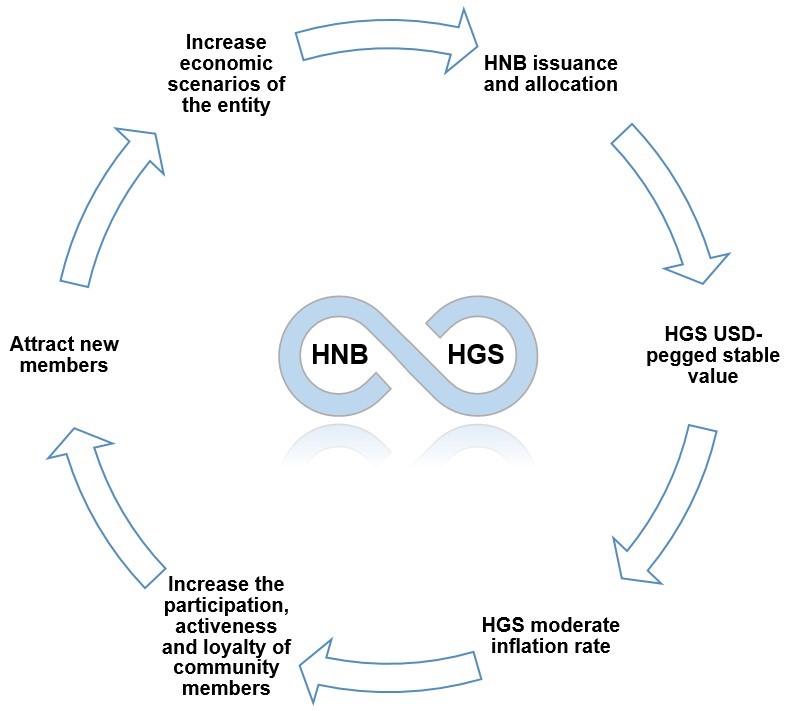 Increase
economic
scenarios of
the entity
HNB issuance
and allocation
HGS USD-
pegged stable
value
HGS moderate
inflation rate
Increase the
participation,
activeness
and loyalty of
community
members
Attract new
members
HNB
HGS